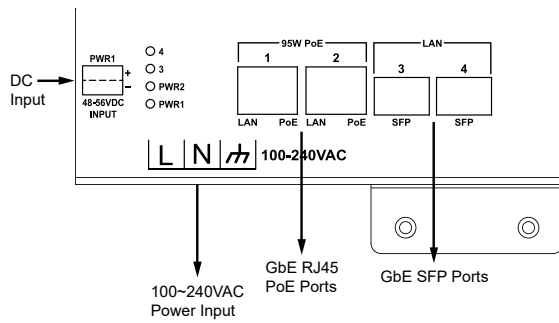 95W PoE
LAN
PWR1
4
3
PWR2
PWR1
1
2
3
4
DC
Input
+
−
48-56VDC
INPUT
LAN
PoE
LAN
PoE
SFP
SFP
L
N
100-240VAC
100~240VAC
Power Input
GbE RJ45
PoE Ports
GbE SFP Ports